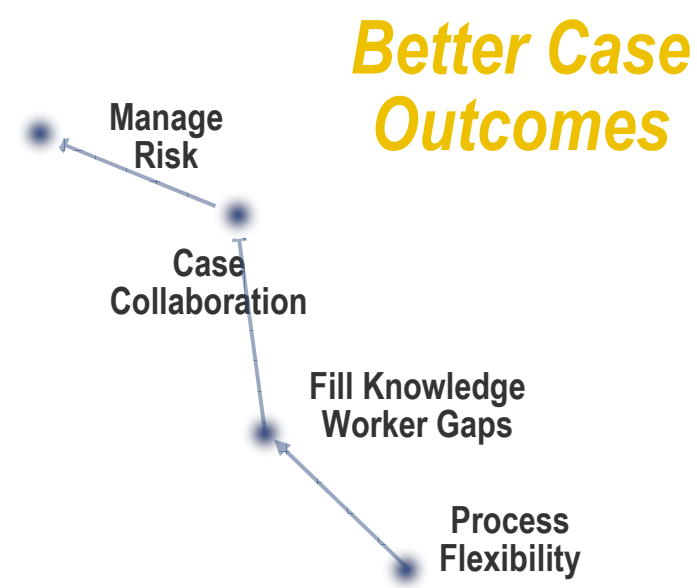 Better Case
Outcomes
Manage
Risk
Case
Collaboration
Fill Knowledge
Worker Gaps
Process
Flexibility